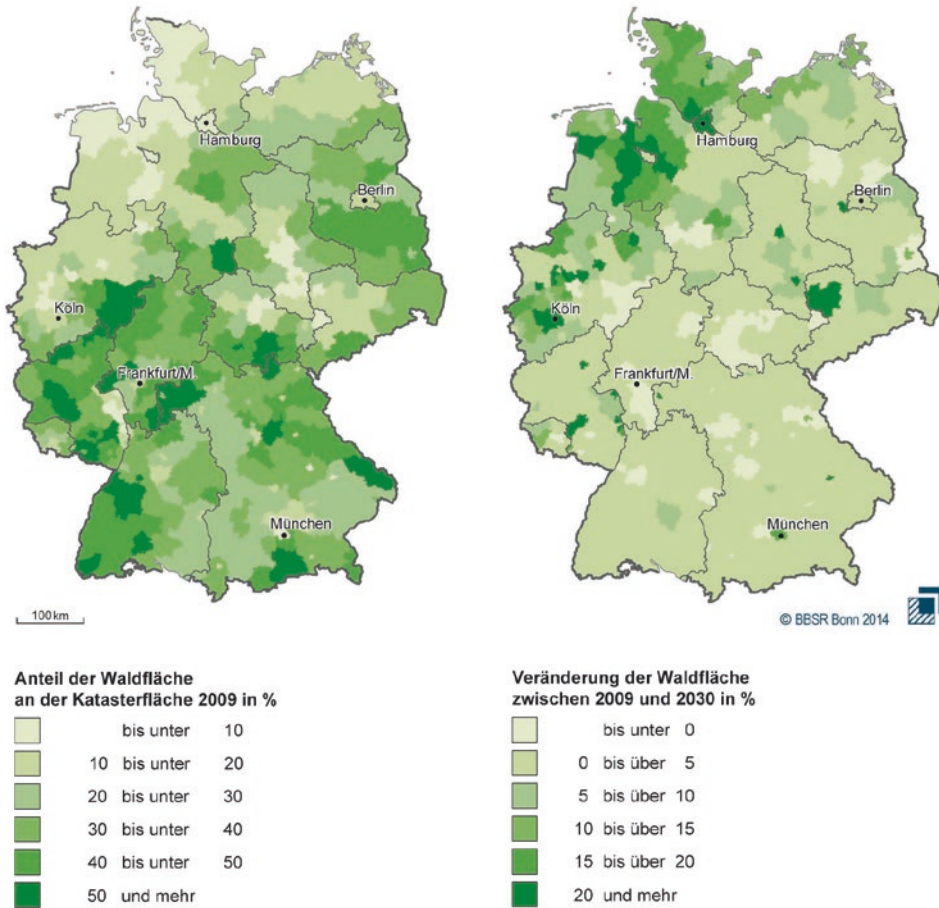 Hamburg
Berlin
Köln
Frankfurt/M.
München
100 km
Hamburg
Berlin
Köln
Frankfurt/M.
München
© BBSR Bonn 2014
Anteil der Waldfläche
an der Katasterfläche 2009 in %
bis unter 10
10 bis unter 20
20 bis unter 30
30 bis unter 40
40 bis unter 50
50 und mehr
Veränderung der Waldfläche
zwischen 2009 und 2030 in %
bis unter 0
0 bis über 5
5 bis über 10
10 bis über 15
15 bis über 20
20 und mehr